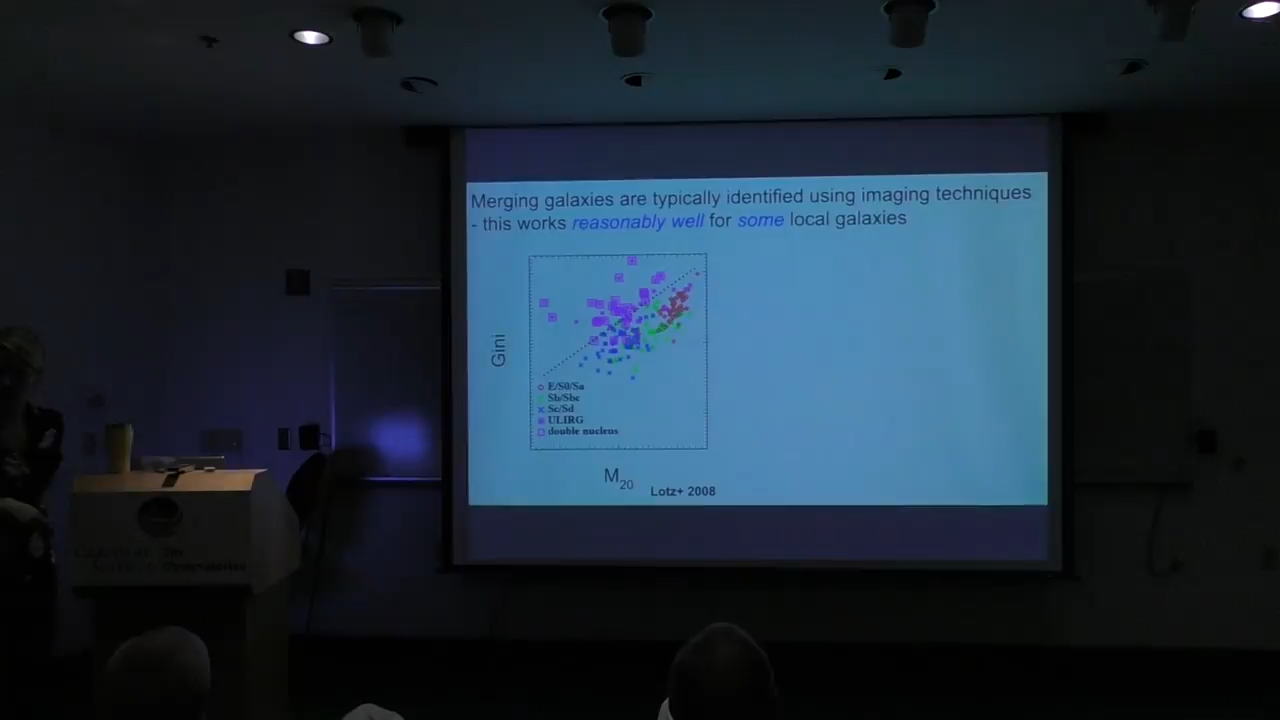 Merging galaxies are typically identified using imaging techniques
- this works reasonably well for some local galaxies
Gini
E/S0/Sa
Sb/Sbc
Sc/Sd
ULIRG
double nucleus
M20
Lotz+ 2008
Observatories